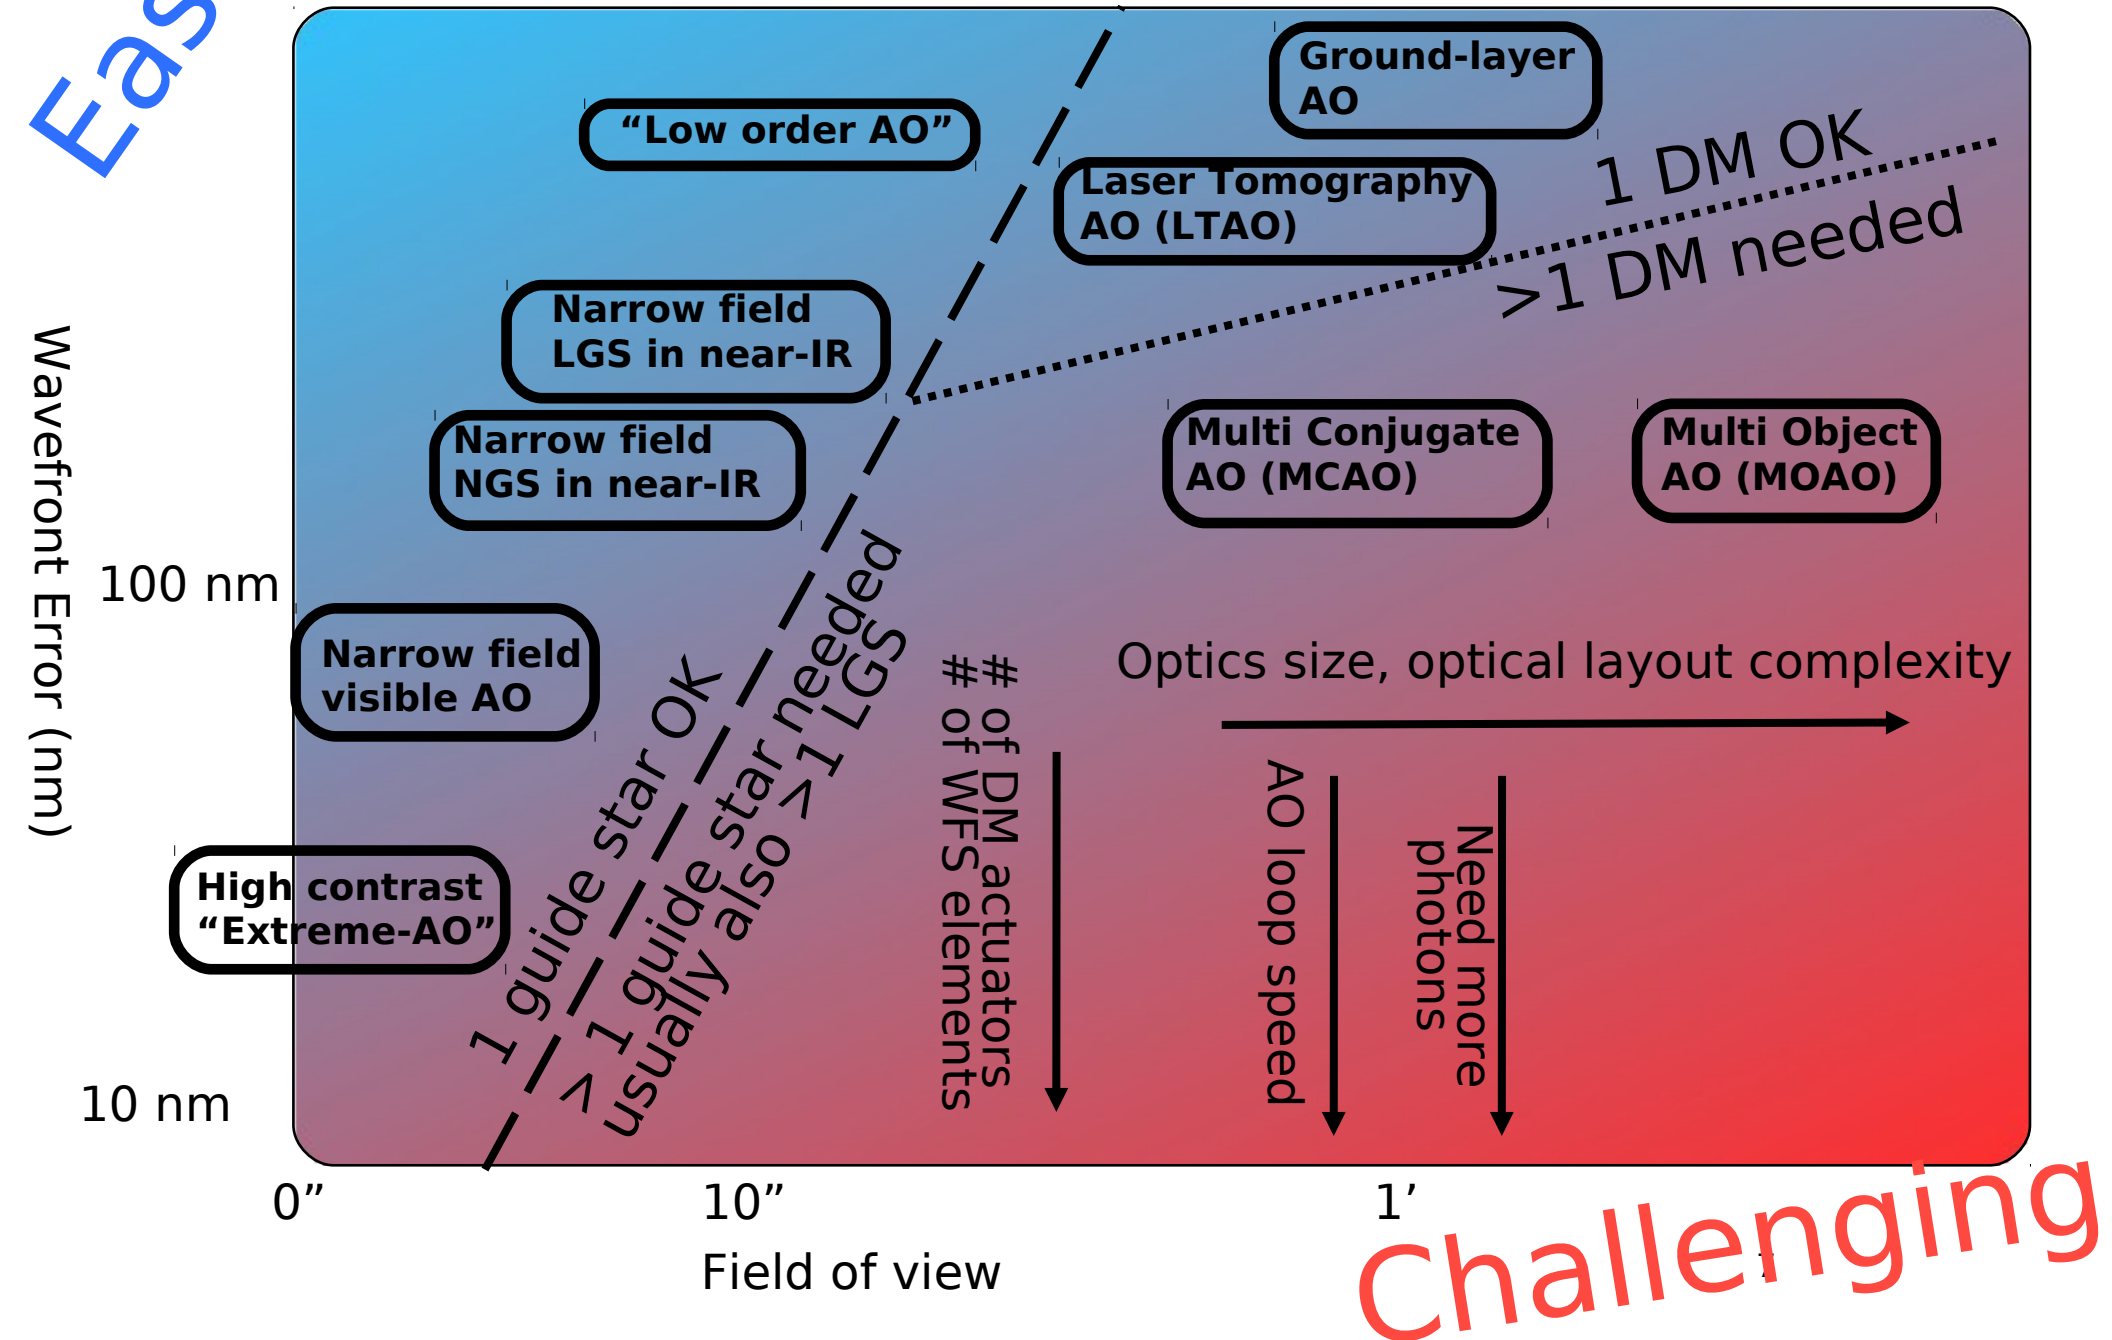 Eas
Ground-layer
AO
“Low order AO”
1 DM OK
Laser Tomography
AO (LTAO)
>1 DM needed
Narrow field
LGS in near-IR
Narrow field
NGS in near-IR
Multi Conjugate
AO (MCAO)
Multi Object
AO (MOAO)
Wavefront Error (nm)
100 nm
Narrow field
visible AO
1 guide star OK
> 1 guide star needed
usually also >1 LGS
# of DM actuators
# of WFS elements
Optics size, optical layout complexity
AO loop speed
Need more
photons
High contrast
“Extreme-AO”
10 nm
0”
10”
1’
Field of view
Challenging